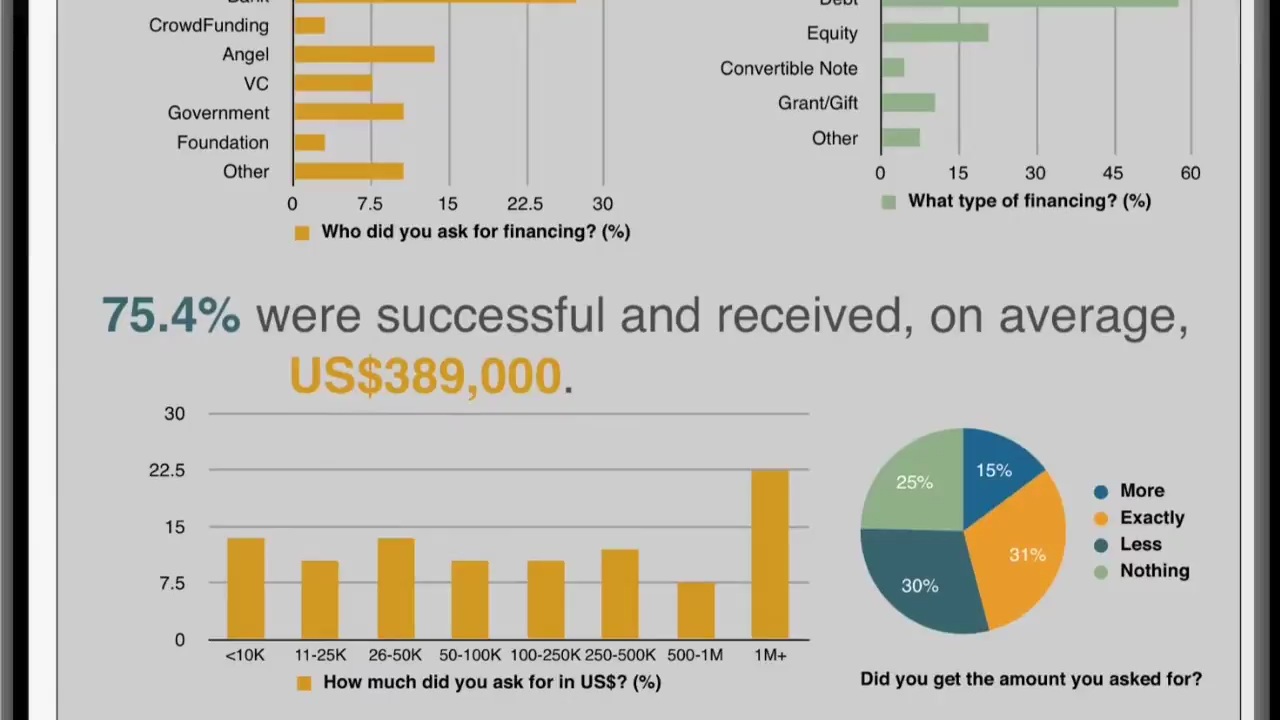 Bank
CrowdFunding
Angel
VC
Government
Foundation
Other
0 7.5 15 22.5 30
Who did you ask for financing? (%)
Debt
Equity
Convertible Note
Grant/Gift
Other
0 15 30 45 60
What type of financing? (%)
75.4% were successful and received, on average,
US$389,000.
30
22.5
15
7.5
0
<10K 11-25K 26-50K 50-100K 100-250K 250-500K 500-1M 1M+
How much did you ask for in US$? (%)
15%
25%
31%
30%
More
Exactly
Less
Nothing
Did you get the amount you asked for?